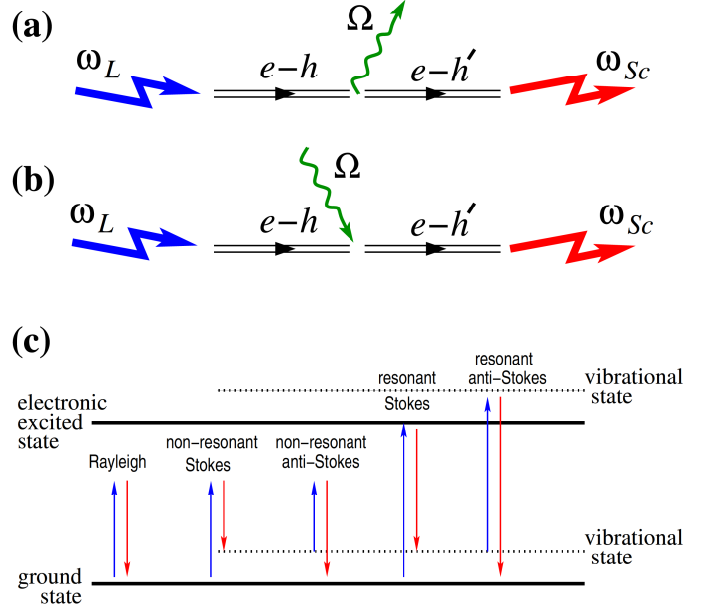 (a)
Ω
ω_L
e−h
e−h′
ω_Sc
(b)
Ω
ω_L
e−h
e−h′
ω_Sc
(c)
resonant
anti−Stokes
vibrational
state
resonant
Stokes
electronic
excited
state
Rayleigh
non−resonant
Stokes
non−resonant
anti−Stokes
vibrational
state
ground
state